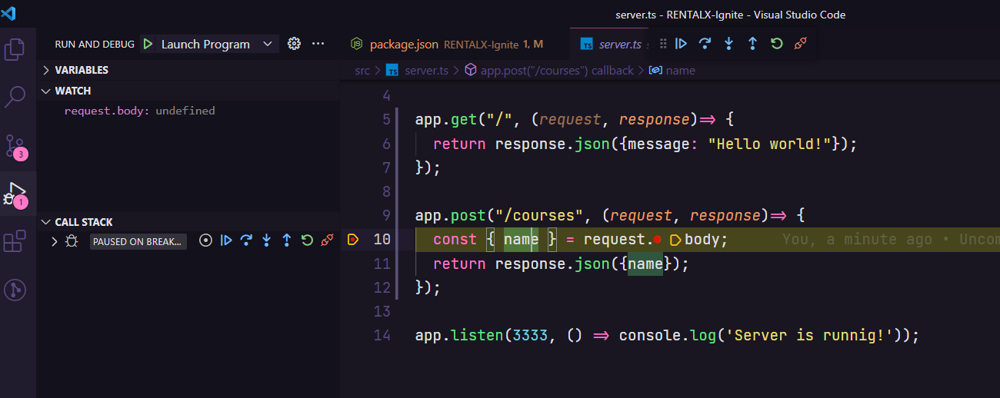 server.ts - RENTALX-Ignite - Visual Studio Code
RUN AND DEBUG Launch Program
package.json RENTALX-Ignite 1, M
server.ts
src > server.ts > app.post("/courses") callback > name
VARIABLES
WATCH
request.body: undefined
CALL STACK
PAUSED ON BREAK...
3
1
4
5 app.get("/", (request, response)=> {
6 return response.json({message: "Hello world!"});
7 });
8
9 app.post("/courses", (request, response)=> {
10 const { name } = request. body; You, a minute ago • Uncom
11 return response.json({name});
12 });
13
14 app.listen(3333, () => console.log('Server is runnig!'));